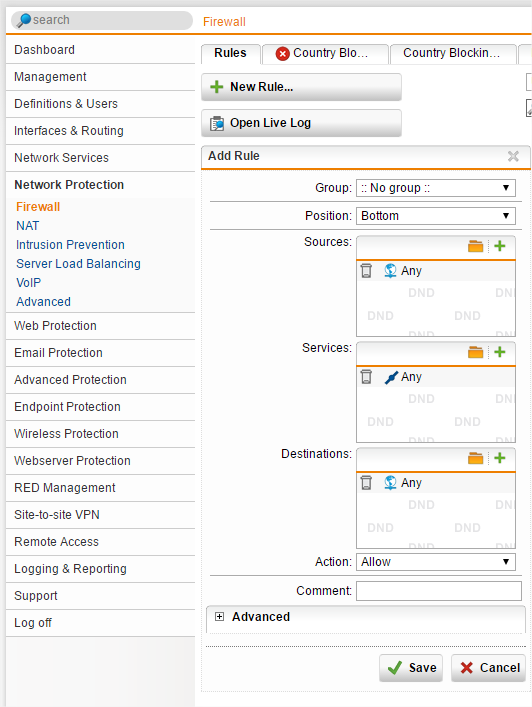 search
Firewall
Dashboard
Management
Definitions & Users
Interfaces & Routing
Network Services
Network Protection
Firewall
NAT
Intrusion Prevention
Server Load Balancing
VoIP
Advanced
Web Protection
Email Protection
Advanced Protection
Endpoint Protection
Wireless Protection
Webserver Protection
RED Management
Site-to-site VPN
Remote Access
Logging & Reporting
Support
Log off
Rules
Country Blo...
Country Blockin...
New Rule...
Open Live Log
Add Rule
Group: :: No group ::
Position: Bottom
Sources:
Any
DND DND
DND DND
DND DND
Services:
Any
DND DND
DND DND
Destinations:
Any
DND DND
DND DND
DND DND
Action: Allow
Comment:
Advanced
Save Cancel